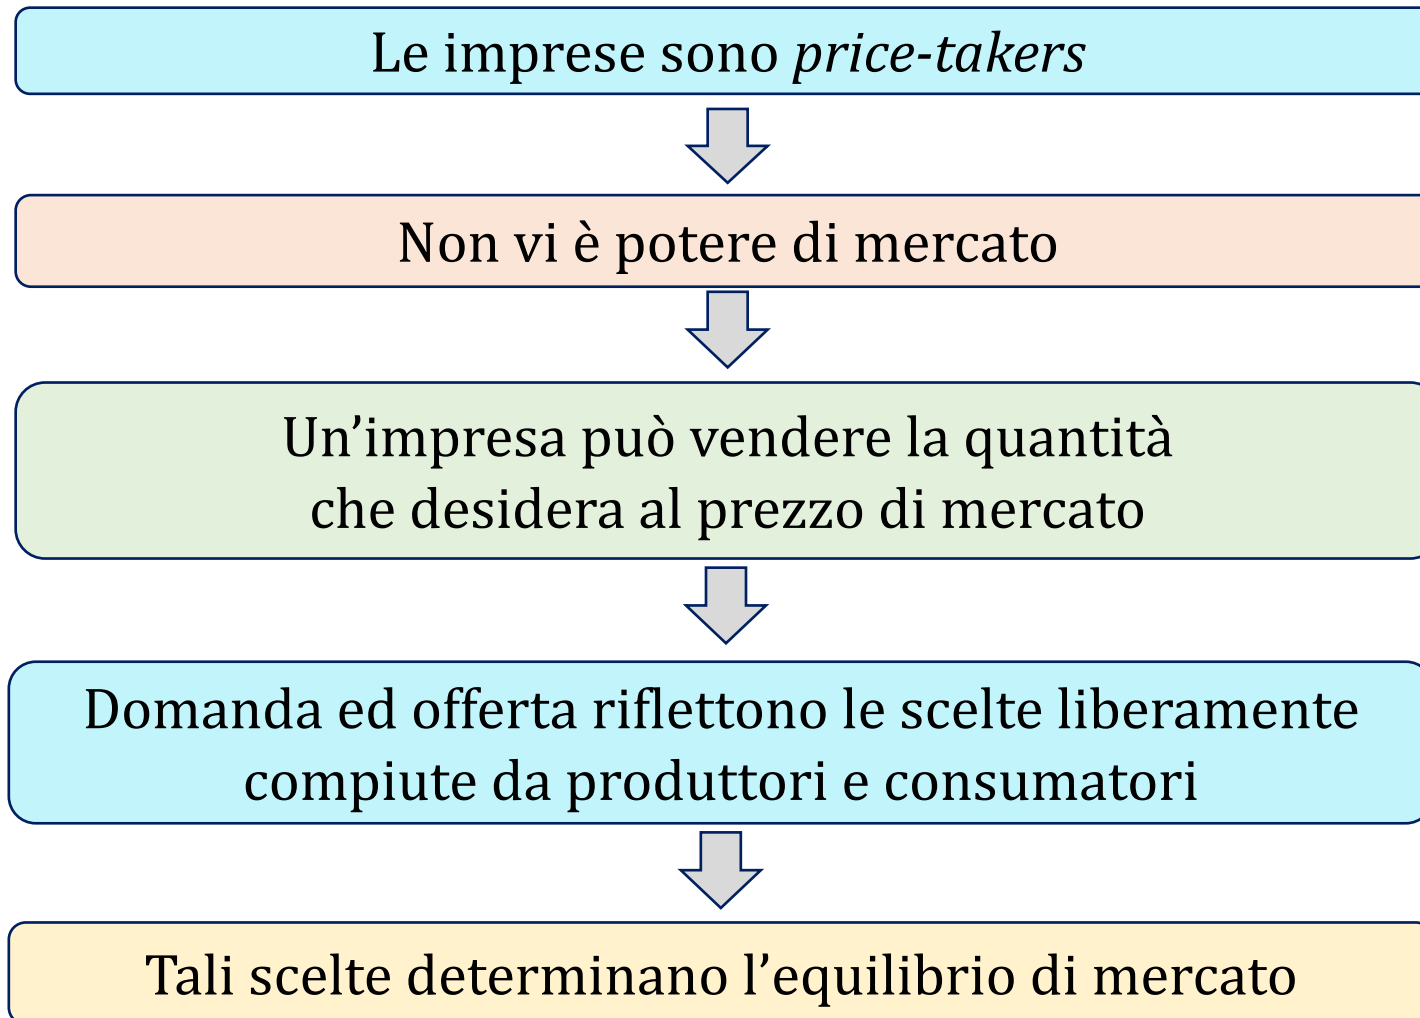 Le imprese sono price-takers
Non vi è potere di mercato
Un’impresa può vendere la quantità
che desidera al prezzo di mercato
Domanda ed offerta riflettono le scelte liberamente
compiute da produttori e consumatori
Tali scelte determinano l’equilibrio di mercato